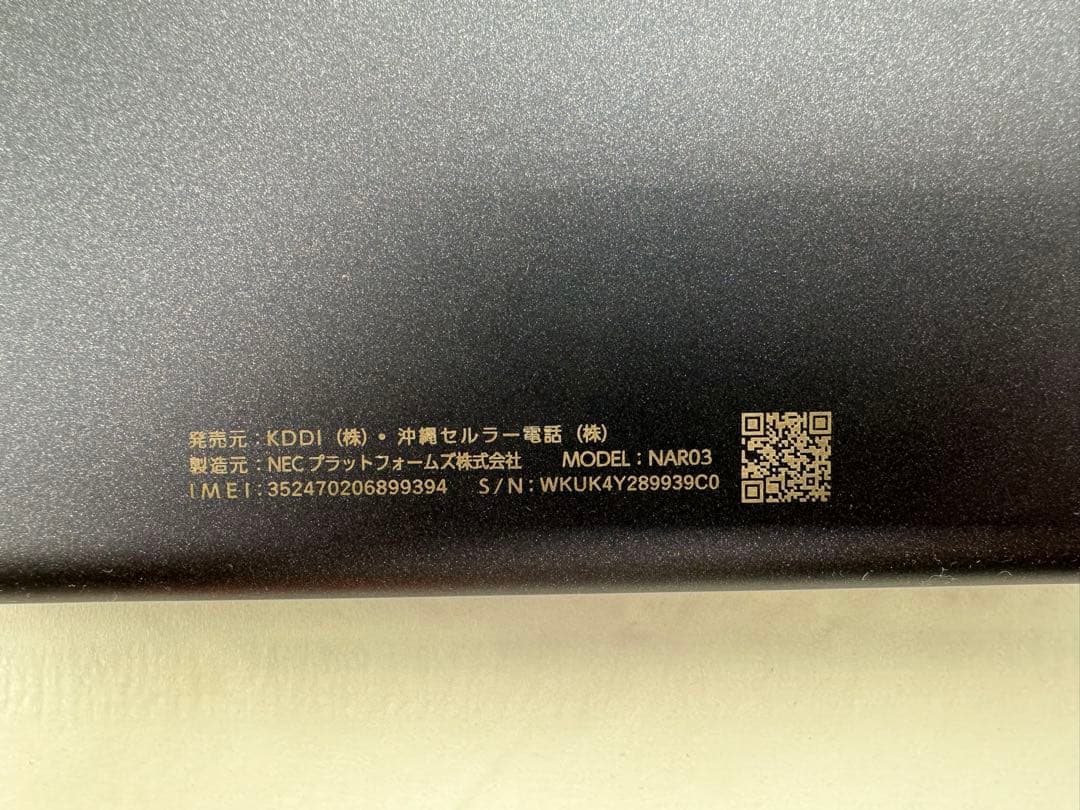 発売元:KDDI(株)・沖縄セルラー電話(株)
製造元:NECプラットフォームズ株式会社 MODEL:NAR03
IMEI:352470206899394 S/N:WKUK4Y289939C0